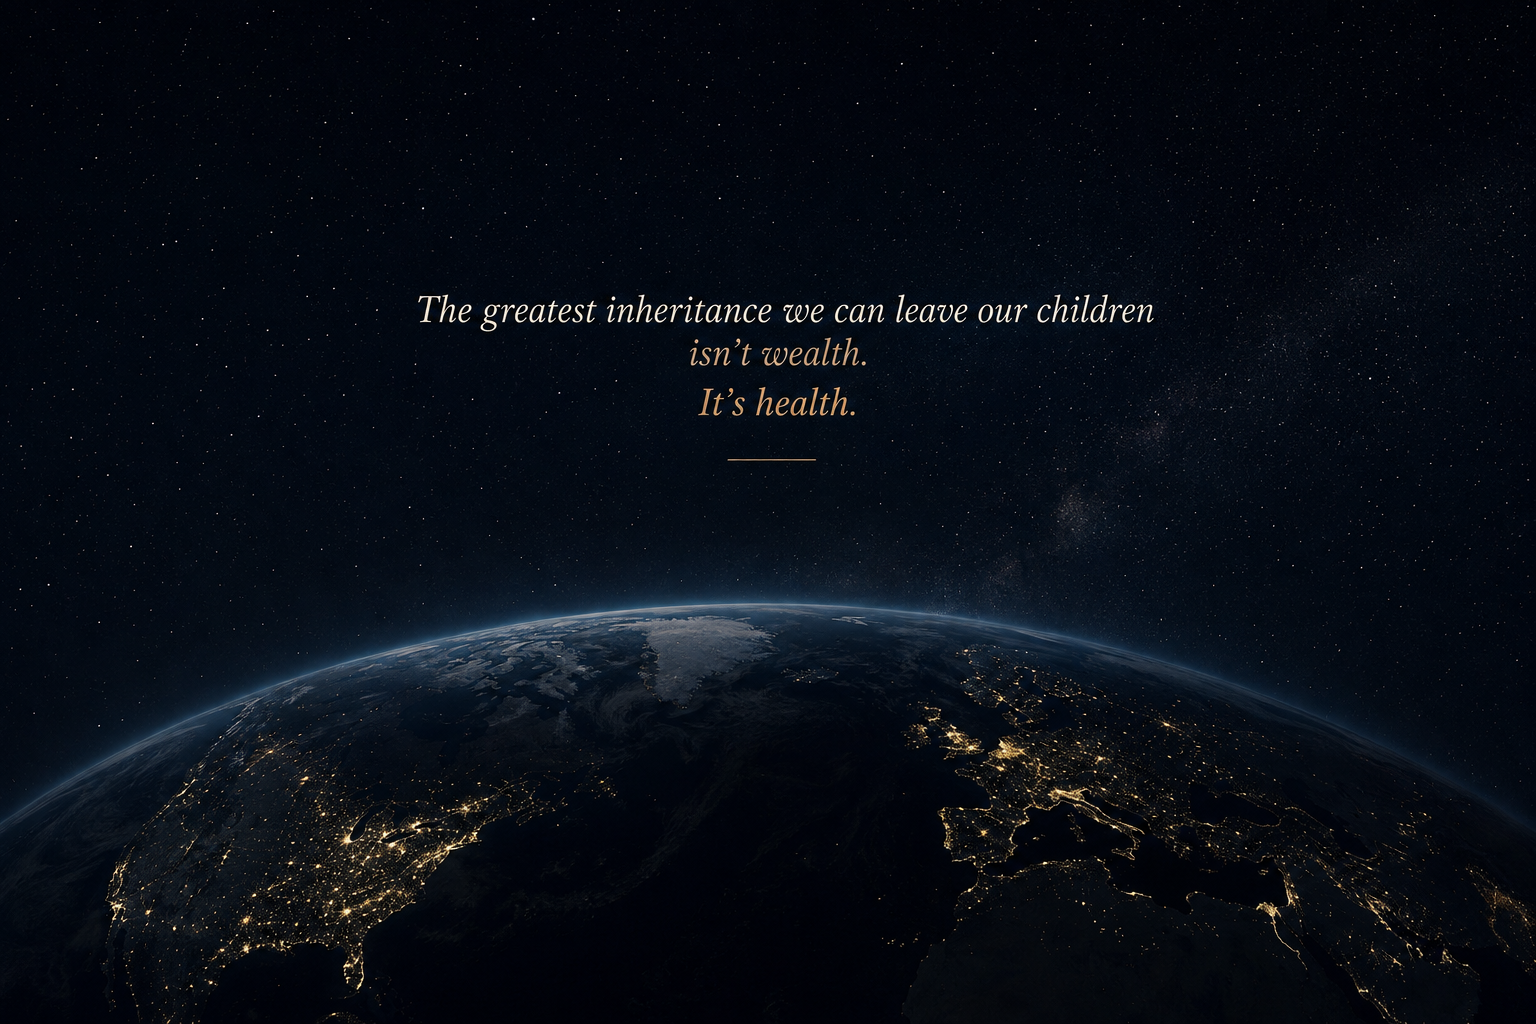 The greatest inheritance we can leave our children
isn’t wealth.
It’s health.